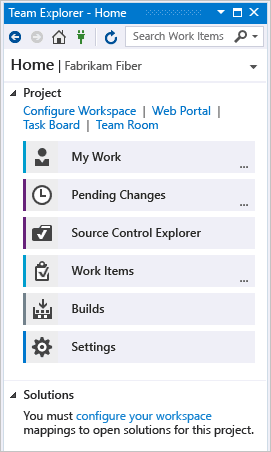 Team Explorer - Home
Search Work Items
Home | Fabrikam Fiber
Project
Configure Workspace | Web Portal |
Task Board | Team Room
My Work
...
Pending Changes
...
Source Control Explorer
Work Items
...
Builds
Settings
Solutions
You must configure your workspace
mappings to open solutions for this project.